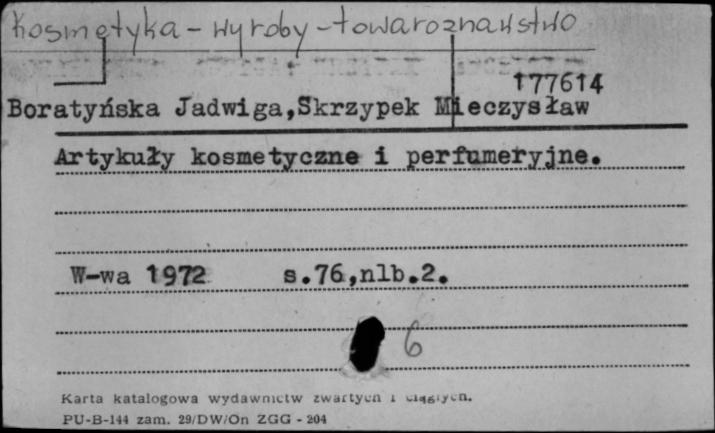 Kosmetyka - wyroby - towaroznawstwo
177614
Boratyńska Jadwiga,Skrzypek Mieczysław
Artykuły kosmetyczne i perfumeryjne.
W-wa 1972 s.76,nlb.2.
6
Karta katalogowa wydawnictw zwartych i ciągłych.
PU-B-144 zam. 29/DW/On ZGG - 204